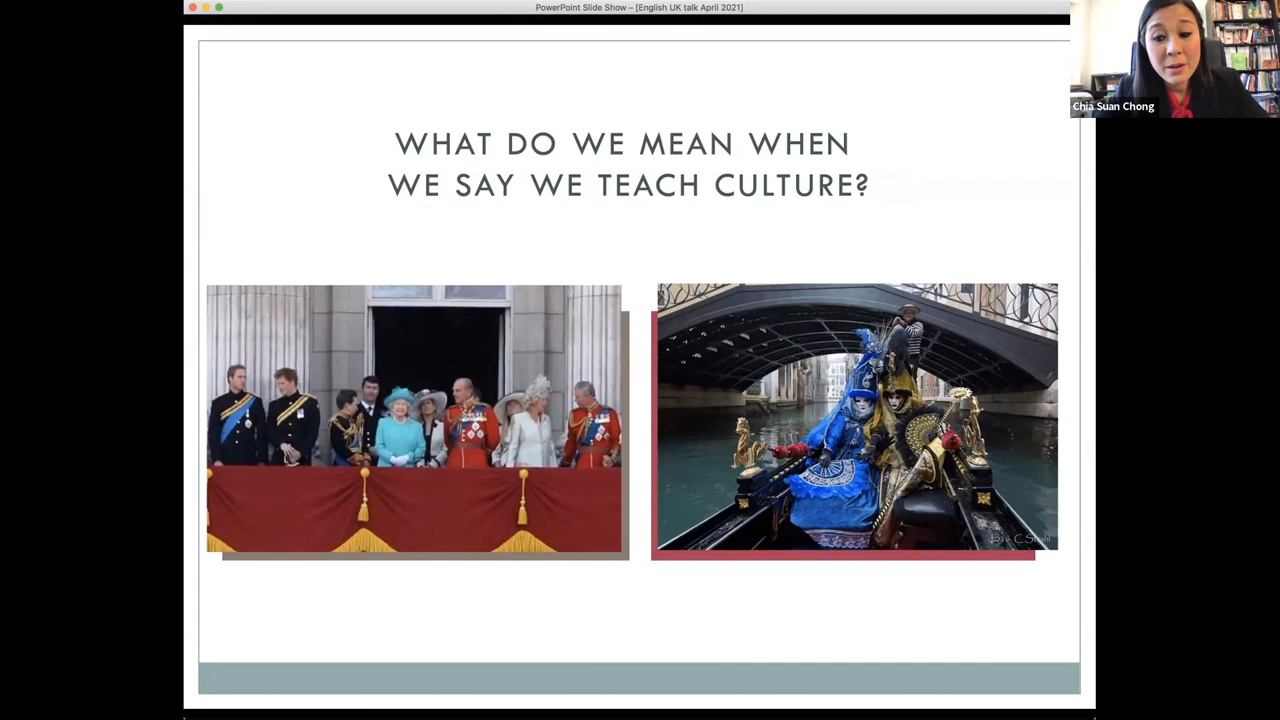 PowerPoint Slide Show – [English UK talk April 2021]
Chia Suan Chong
WHAT DO WE MEAN WHEN
WE SAY WE TEACH CULTURE?